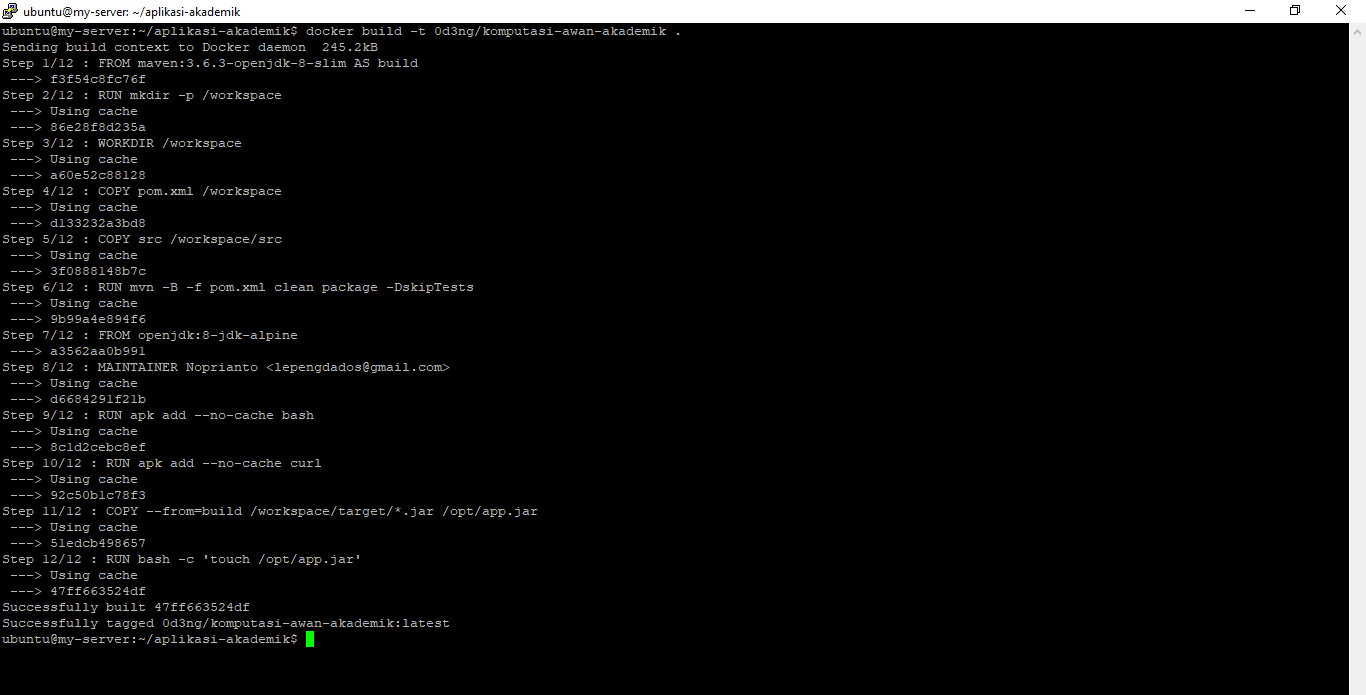 ubuntu@my-server: ~/aplikasi-akademik
ubuntu@my-server:~/aplikasi-akademik$ docker build -t 0d3ng/komputasi-awan-akademik .
Sending build context to Docker daemon  245.2kB
Step 1/12 : FROM maven:3.6.3-openjdk-8-slim AS build
 ---> f3f54c8fc76f
Step 2/12 : RUN mkdir -p /workspace
 ---> Using cache
 ---> 86e28f8d235a
Step 3/12 : WORKDIR /workspace
 ---> Using cache
 ---> a60e52c88128
Step 4/12 : COPY pom.xml /workspace
 ---> Using cache
 ---> d133232a3bd8
Step 5/12 : COPY src /workspace/src
 ---> Using cache
 ---> 3f0888148b7c
Step 6/12 : RUN mvn -B -f pom.xml clean package -DskipTests
 ---> Using cache
 ---> 9b99a4e894f6
Step 7/12 : FROM openjdk:8-jdk-alpine
 ---> a3562aa0b991
Step 8/12 : MAINTAINER Noprianto <lepengdados@gmail.com>
 ---> Using cache
 ---> d6684291f21b
Step 9/12 : RUN apk add --no-cache bash
 ---> Using cache
 ---> 8c1d2cebc8ef
Step 10/12 : RUN apk add --no-cache curl
 ---> Using cache
 ---> 92c50b1c78f3
Step 11/12 : COPY --from=build /workspace/target/*.jar /opt/app.jar
 ---> Using cache
 ---> 51edcb498657
Step 12/12 : RUN bash -c 'touch /opt/app.jar'
 ---> Using cache
 ---> 47ff663524df
Successfully built 47ff663524df
Successfully tagged 0d3ng/komputasi-awan-akademik:latest
ubuntu@my-server:~/aplikasi-akademik$